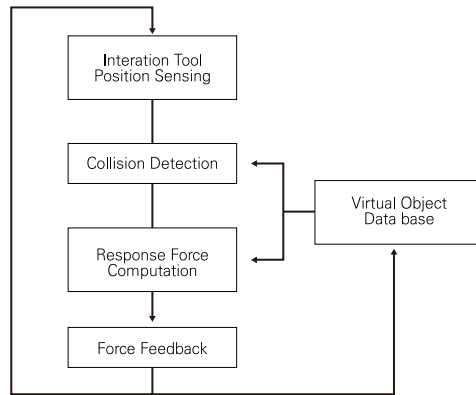 Interation Tool
Position Sensing
Collision Detection
Virtual Object
Data base
Response Force
Computation
Force Feedback